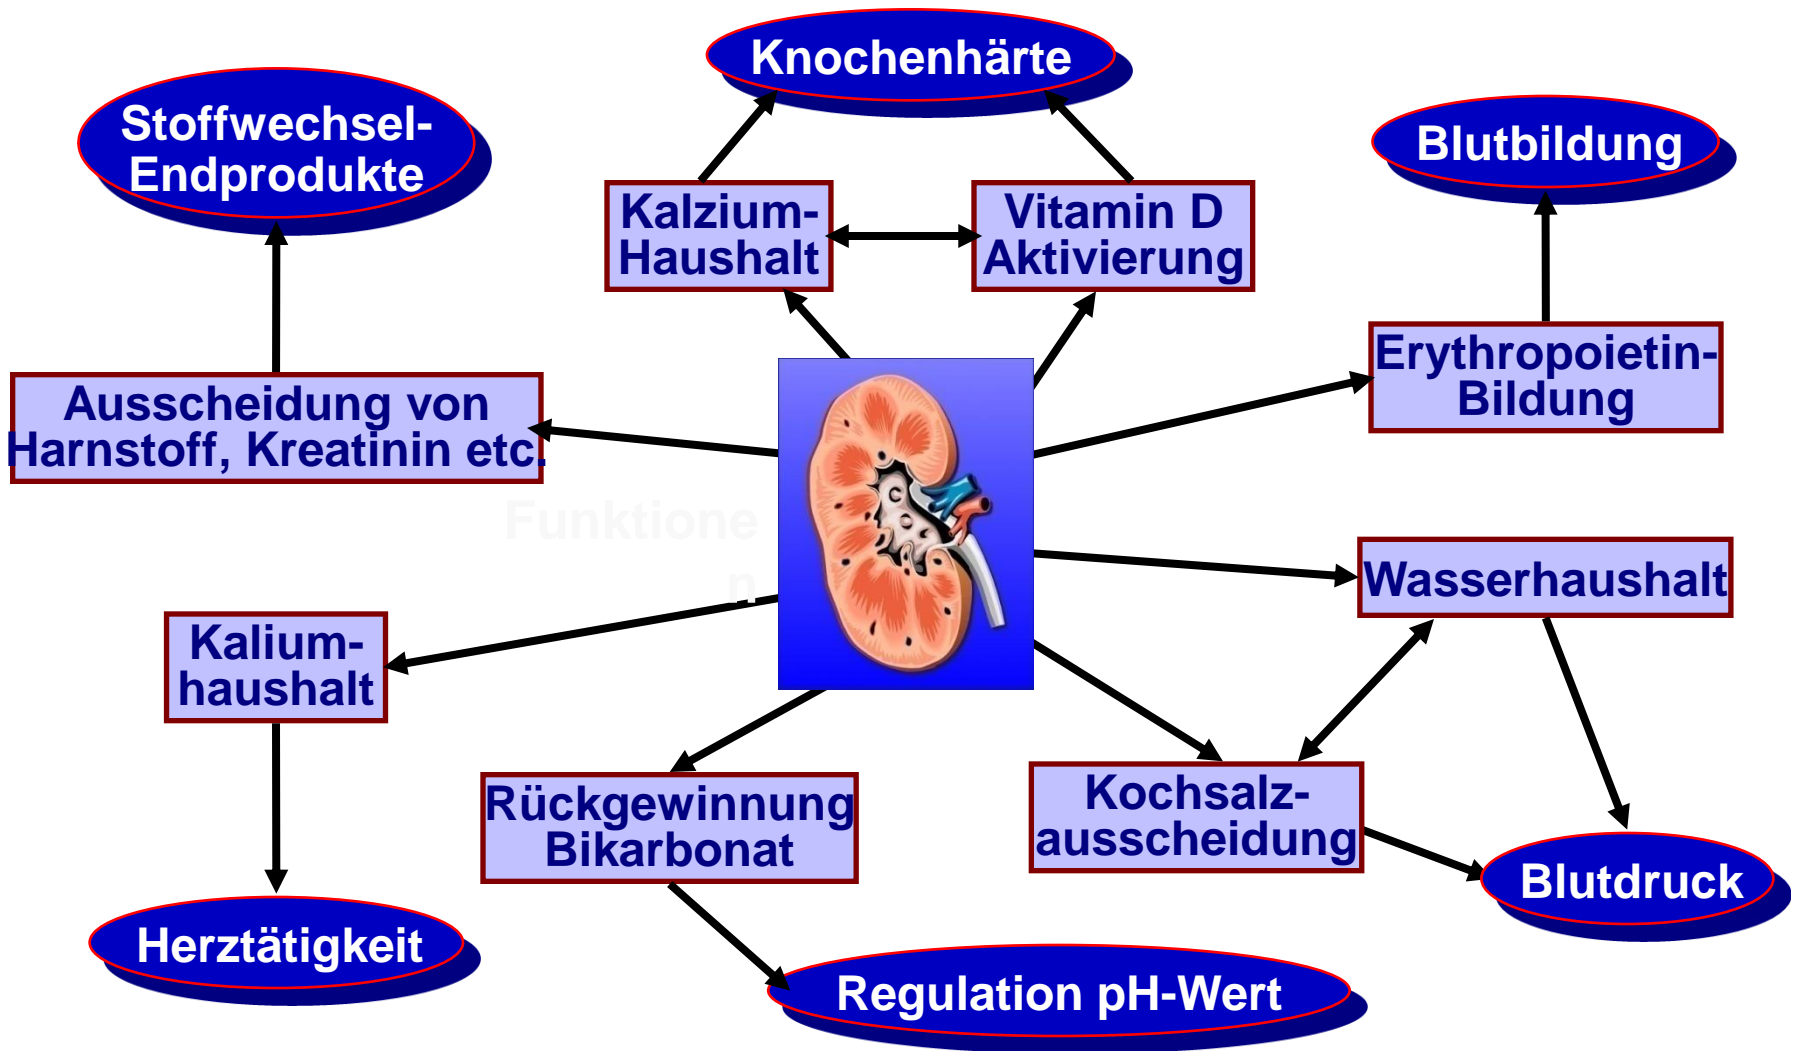 Knochenhärte
Stoffwechsel-
Endprodukte
Blutbildung
Kalzium-
Haushalt
Vitamin D
Aktivierung
Erythropoietin-
Bildung
Ausscheidung von
Harnstoff, Kreatinin etc.
Funktione
n
Wasserhaushalt
Kalium-
haushalt
Rückgewinnung
Bikarbonat
Kochsalz-
ausscheidung
Blutdruck
Herztätigkeit
Regulation pH-Wert